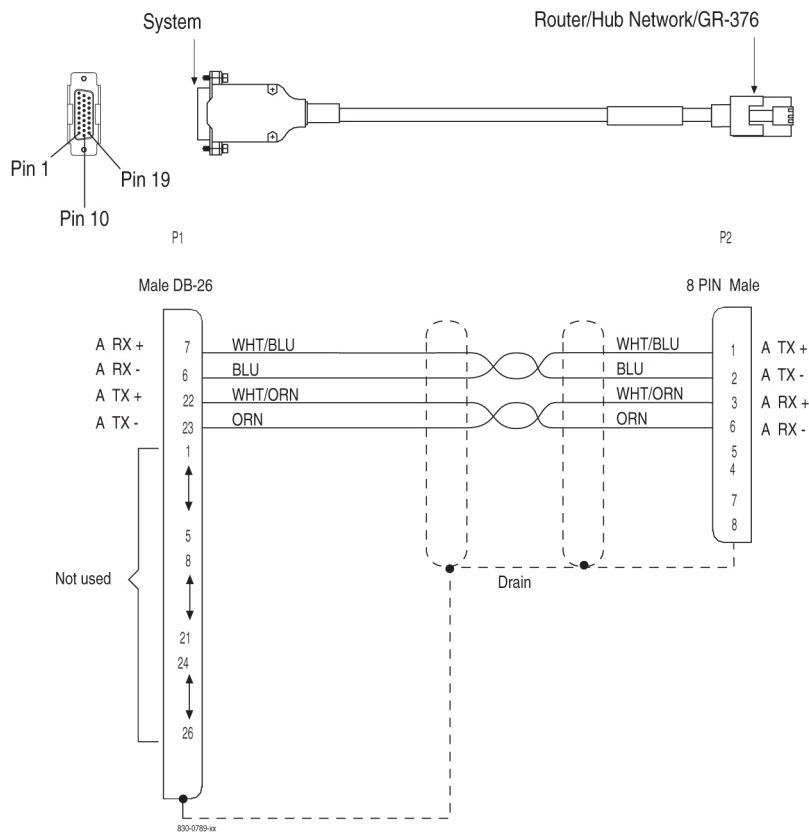 System
Router/Hub Network/GR-376
Pin 1
Pin 19
Pin 10
P1
P2
Male DB-26
8 PIN Male
A RX +
7
WHT/BLU
WHT/BLU
1
A TX +
A RX -
6
BLU
BLU
2
A TX -
A TX +
22
WHT/ORN
WHT/ORN
3
A RX +
A TX -
23
ORN
ORN
6
A RX -
1
5
4
5
7
8
8
Not used
Drain
21
24
26
830-0789-xx